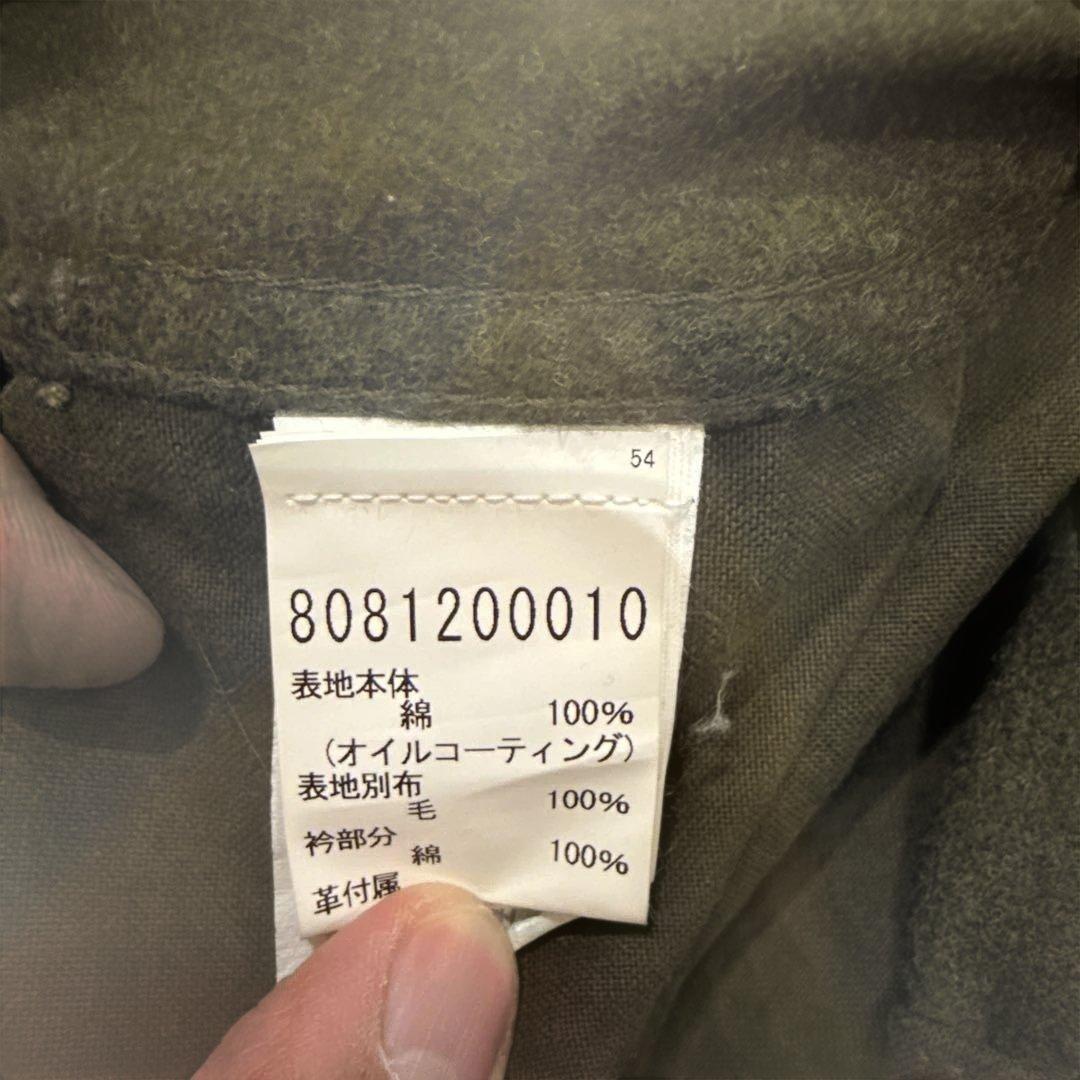 54
8081200010
表地本体
綿 100%
(オイルコーティング)
表地別布
毛 100%
衿部分
綿 100%
革付属